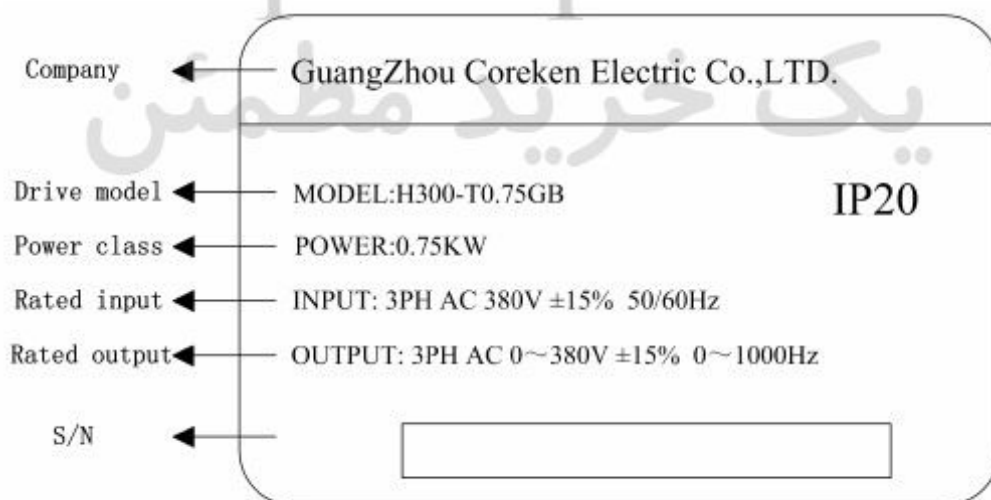 Company GuangZhou Coreken Electric Co.,LTD.
یک خرید مطمئن
Drive model MODEL:H300-T0.75GB IP20
Power class POWER:0.75KW
Rated input INPUT: 3PH AC 380V ±15% 50/60Hz
Rated output OUTPUT: 3PH AC 0～380V ±15% 0～1000Hz
S/N